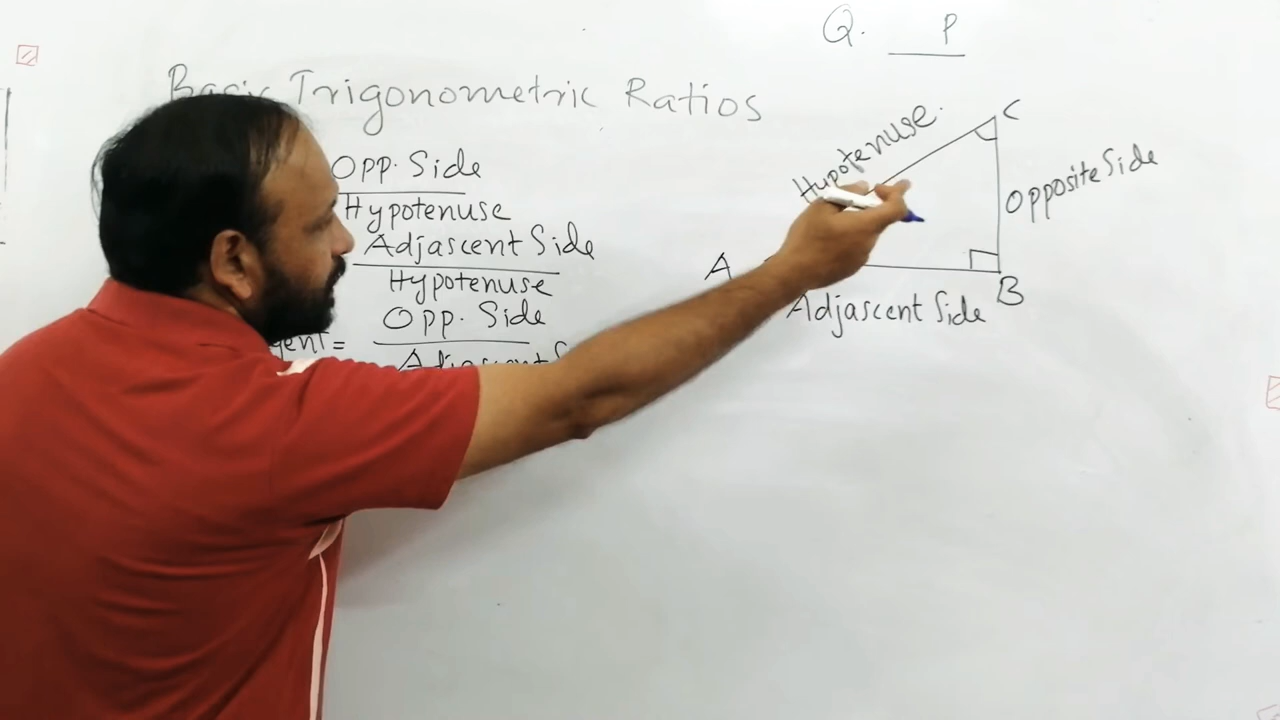 Q. P
Basic Trigonometric Ratios
Opp. Side
Hypotenuse
Adjascent Side
Hypotenuse
Opp. Side
=
C
Hypotenuse
Opposite Side
A
B
Adjascent Side